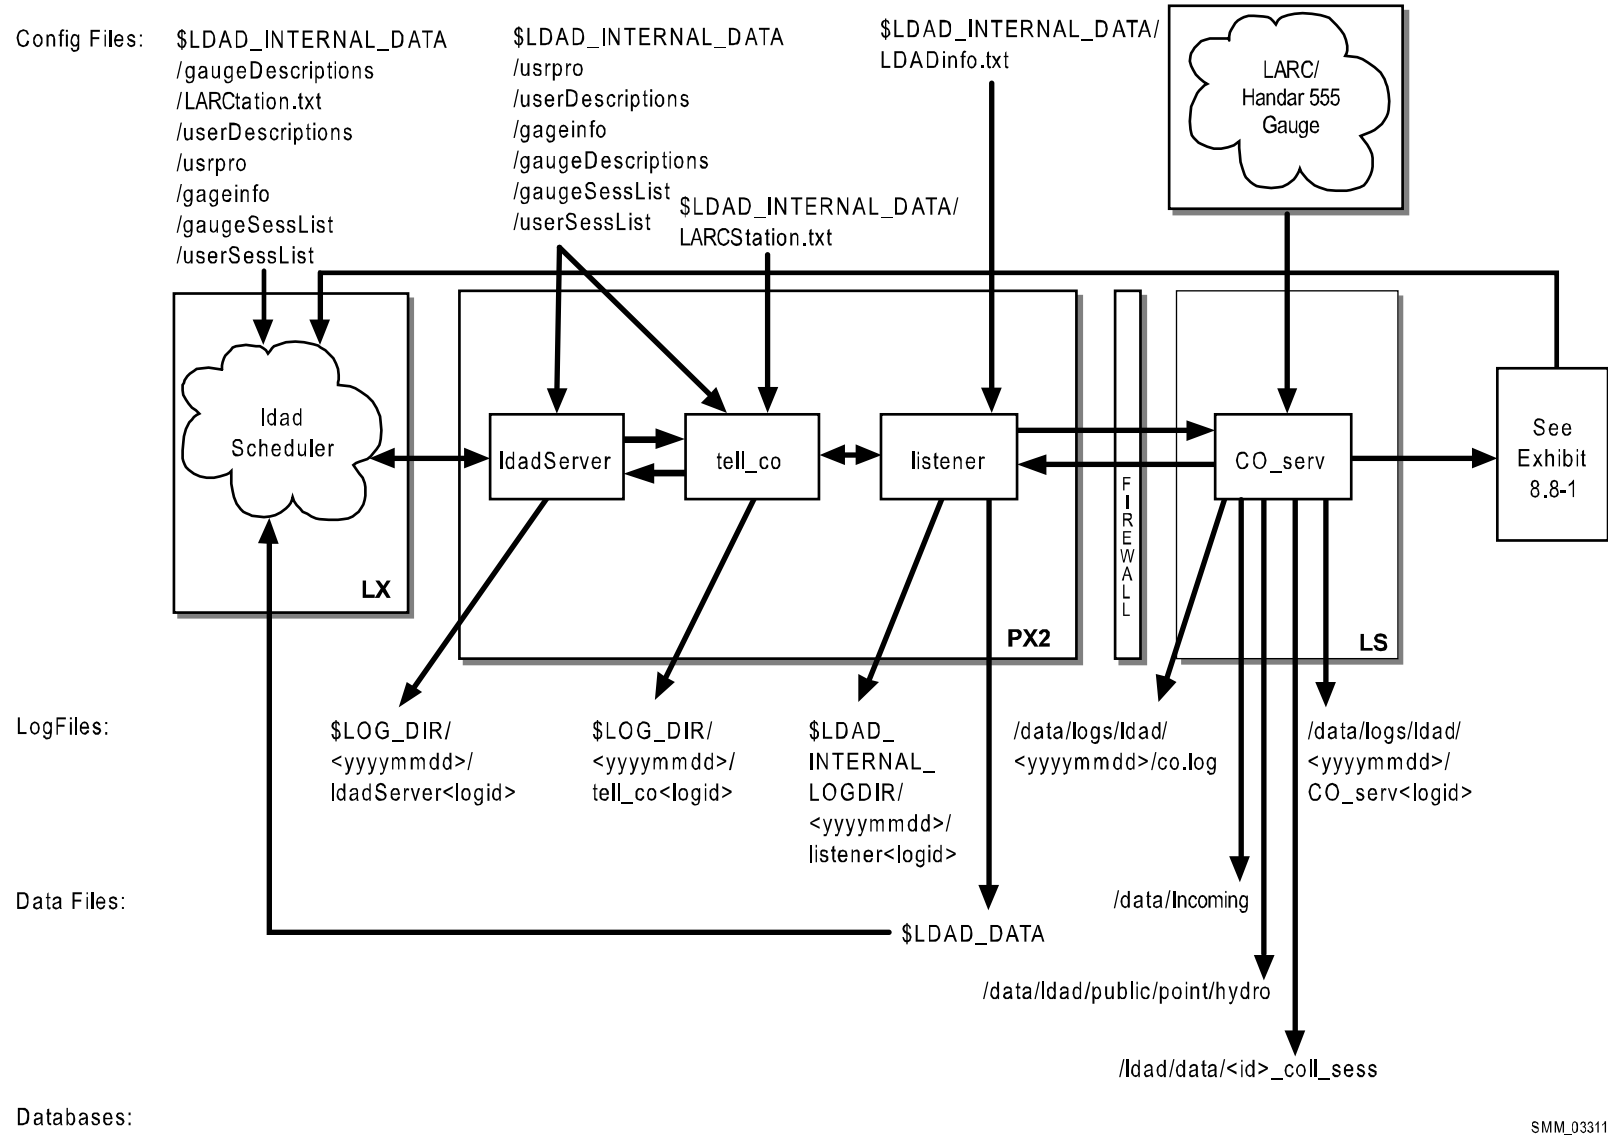 Config Files:
$LDAD_INTERNAL_DATA
/gaugeDescriptions
/LARCtation.txt
/userDescriptions
/usrpro
/gageinfo
/gaugeSessList
/userSessList
$LDAD_INTERNAL_DATA
/usrpro
/userDescriptions
/gageinfo
/gaugeDescriptions
/gaugeSessList
/userSessList
$LDAD_INTERNAL_DATA/
LARCStation.txt
$LDAD_INTERNAL_DATA/
LDADinfo.txt
LARC/
Handar 555
Gauge
ldad
Scheduler
LX
ldadServer
tell_co
listener
PX2
FIREWALL
CO_serv
LS
See
Exhibit
8.8-1
LogFiles:
$LOG_DIR/
<yyyymmdd>/
ldadServer<logid>
$LOG_DIR/
<yyyymmdd>/
tell_co<logid>
$LDAD_
INTERNAL_
LOGDIR/
<yyyymmdd>/
listener<logid>
/data/logs/ldad/
<yyyymmdd>/co.log
/data/logs/ldad/
<yyyymmdd>/
CO_serv<logid>
Data Files:
$LDAD_DATA
/data/Incoming
/data/ldad/public/point/hydro
/ldad/data/<id>_coll_sess
Databases:
SMM_03311